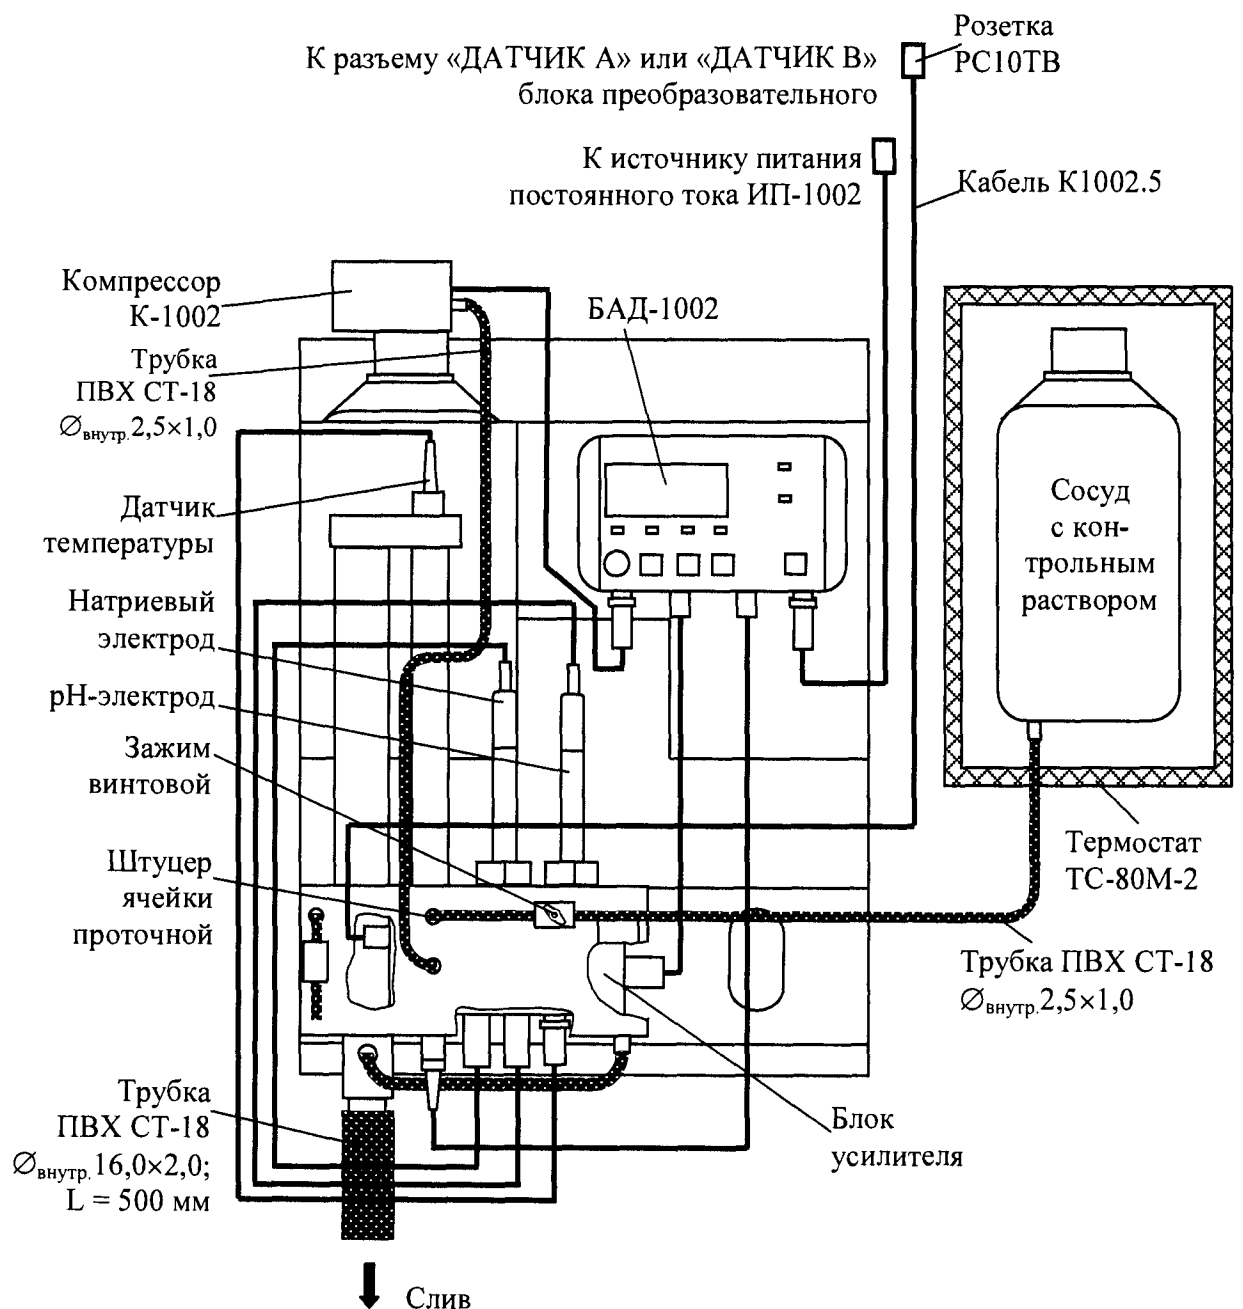 Розетка
РС10ТВ
К разъему «ДАТЧИК А» или «ДАТЧИК В»
блока преобразовательного
К источнику питания
постоянного тока ИП-1002
Кабель К1002.5
Компрессор
К-1002
БАД-1002
Трубка
ПВХ СТ-18
∅внутр.2,5×1,0
Датчик
температуры
Сосуд
с кон-
трольным
раствором
Натриевый
электрод
рН-электрод
Зажим
винтовой
Термостат
ТС-80М-2
Штуцер
ячейки
проточной
Трубка ПВХ СТ-18
∅внутр.2,5×1,0
Трубка
ПВХ СТ-18
∅внутр.16,0×2,0;
L = 500 мм
Блок
усилителя
Слив